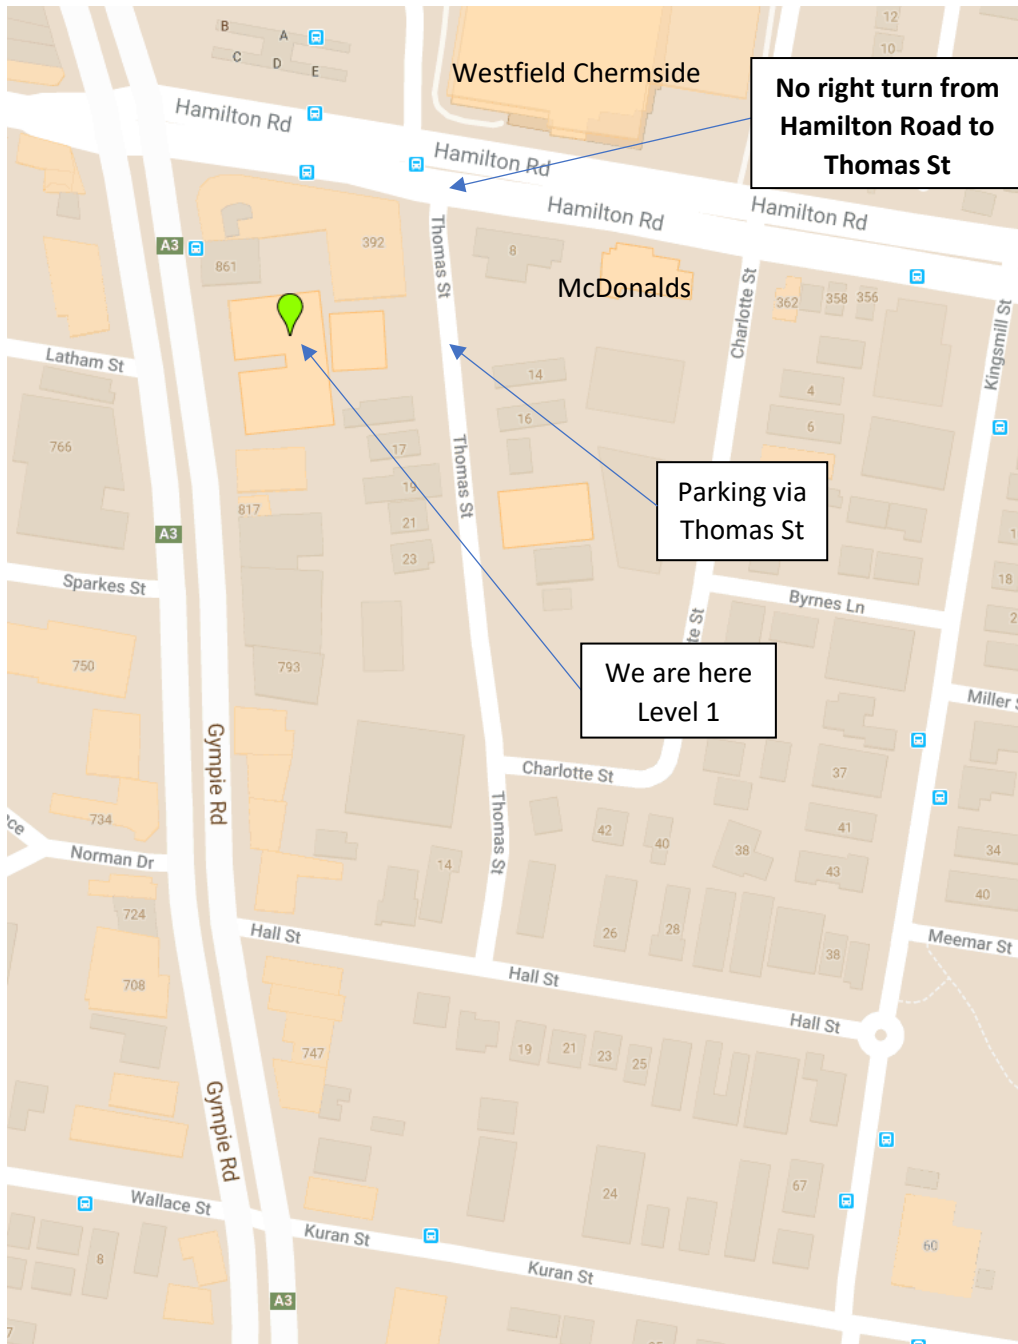 B
A
C
D
E
12
10
Westfield Chermside
No right turn from
Hamilton Road to
Thomas St
Hamilton Rd
Hamilton Rd
Hamilton Rd
Hamilton Rd
A3
861
392
Thomas St
8
McDonalds
Charlotte St
362
358
356
Kingsmill St
Latham St
14
4
16
6
766
17
Thomas St
19
Parking via
Thomas St
817
21
A3
23
18
Sparkes St
Byrnes Ln
750
793
We are here
Level 1
Miller
Gympie Rd
Charlotte St
37
Thomas St
734
42
41
40
38
34
Norman Dr
14
43
40
724
Hall St
26
28
38
Meemar St
708
Hall St
Hall St
747
19
21
23
25
Gympie Rd
24
67
Wallace St
8
Kuran St
60
Kuran St
A3